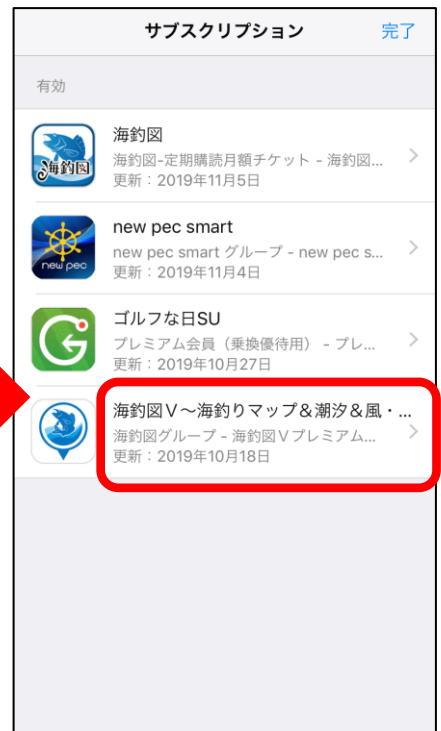 サブスクリプション 完了
有効
海釣図
海釣図
海釣図-定期購読月額チケット - 海釣図...
更新：2019年11月5日
new pec
new pec smart
new pec smart グループ - new pec s...
更新：2019年11月4日
ゴルフな日SU
プレミアム会員（乗換優待用） - プレ...
更新：2019年10月27日
海釣図Ｖ～海釣りマップ＆潮汐＆風・...
海釣図グループ - 海釣図Ｖプレミアム...
更新：2019年10月18日